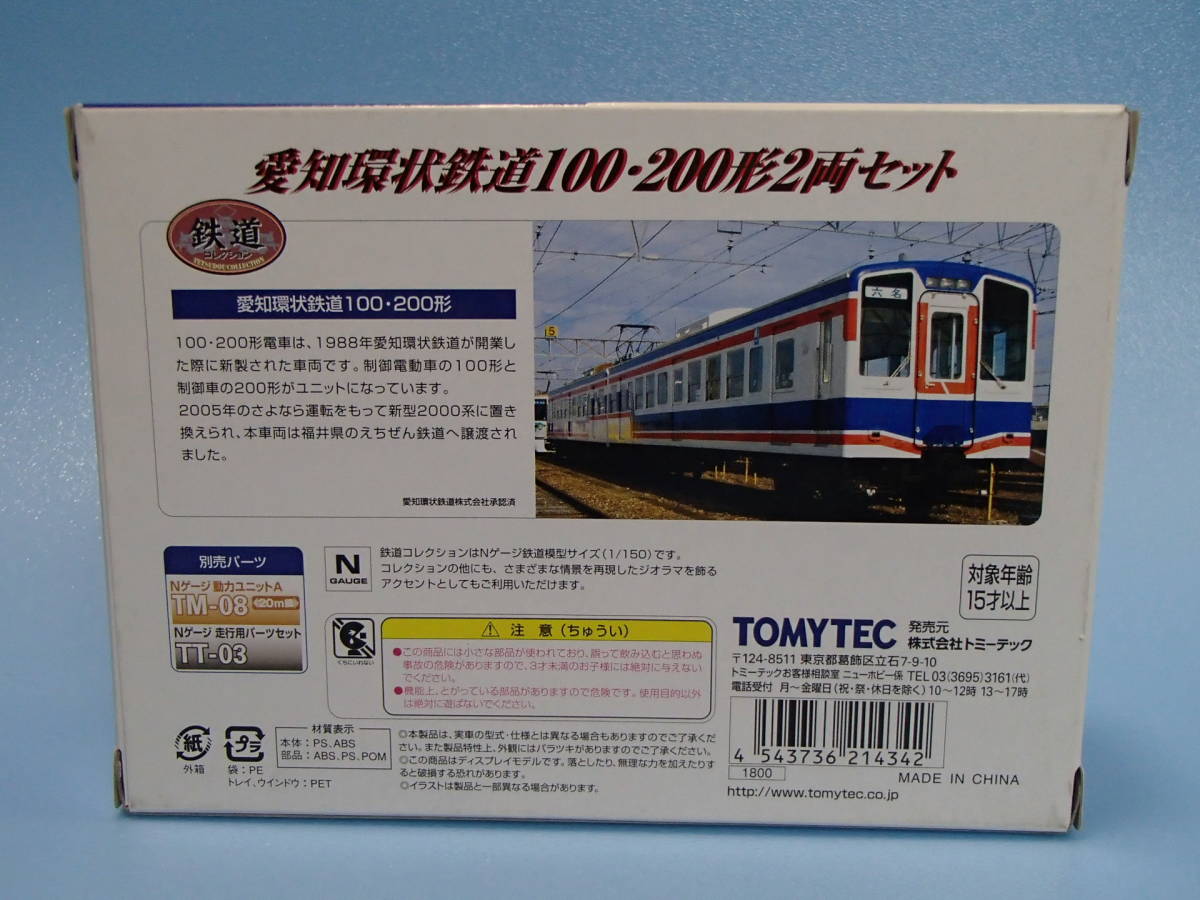 愛知環状鉄道100・200形2両セット
鉄道
コレクション
TETSUDOU COLLECTION
愛知環状鉄道100・200形
100・200形電車は、1988年愛知環状鉄道が開業し
た際に新製された車両です。制御電動車の100形と
制御車の200形がユニットになっています。
2005年のさよなら運転をもって新型2000系に置き
換えられ、本車両は福井県のえちぜん鉄道へ譲渡され
ました。
愛知環状鉄道株式会社承認済
5
六名
別売パーツ
Nゲージ 動力ユニットA
TM-08 20m級
Nゲージ 走行用パーツセット
TT-03
N
GAUGE
鉄道コレクションはNゲージ鉄道模型サイズ(1/150)です。
コレクションの他にも、さまざまな情景を再現したジオラマを飾る
アクセントとしてもご利用いただけます。
対象年齢
15才以上
くちにいれない
注意(ちゅうい)
●この商品には小さな部品が使われており、誤って飲み込むと思わぬ
事故の危険がありますので、3才未満のお子様には絶対に与えない
でください。
●機能上、とがっている部品がありますので危険です。使用目的以外
は絶対に遊ばないでください。
TOMYTEC 発売元 株式会社トミーテック
〒124-8511 東京都葛飾区立石7-9-10
トミーテックお客様相談室 ニューホビー係 TEL 03(3695)3161(代)
電話受付 月〜金曜日(祝・祭・休日を除く)10〜12時 13〜17時
紙
外箱
プラ
袋:PE
トレイ、ウインドウ:PET
材質表示
本体:PS、ABS
部品:ABS、PS、POM
◎本製品は、実車の型式・仕様とは異なる場合もありますのでご了承くだ
さい。また製品特性上、外観にはバラツキがありますのでご了承ください。
◎この商品はディスプレイモデルです。落としたり、無理な力を加えたりす
ると破損する恐れがあります。
◎イラストは製品と一部異なる場合があります。
4 543736 214342
1800
MADE IN CHINA
http://www.tomytec.co.jp/